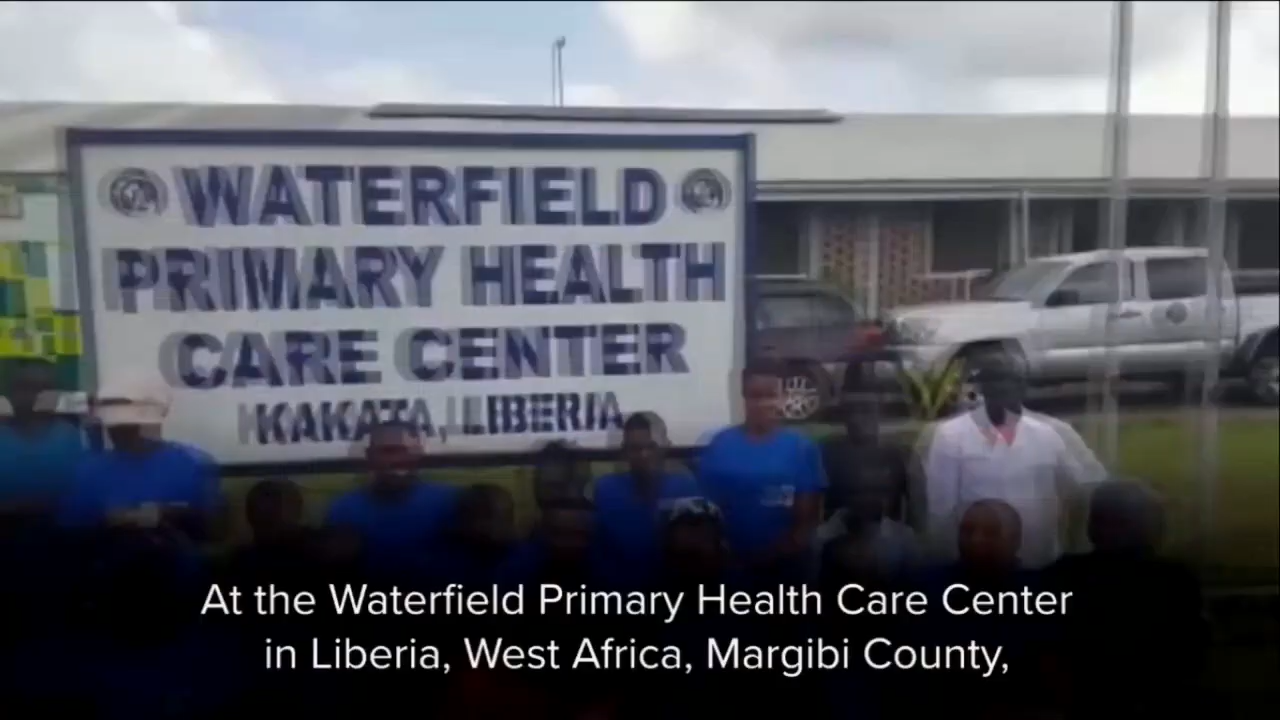 WATERFIELD
PRIMARY HEALTH
CARE CENTER
KAKATA, LIBERIA
At the Waterfield Primary Health Care Center
in Liberia, West Africa, Margibi County,